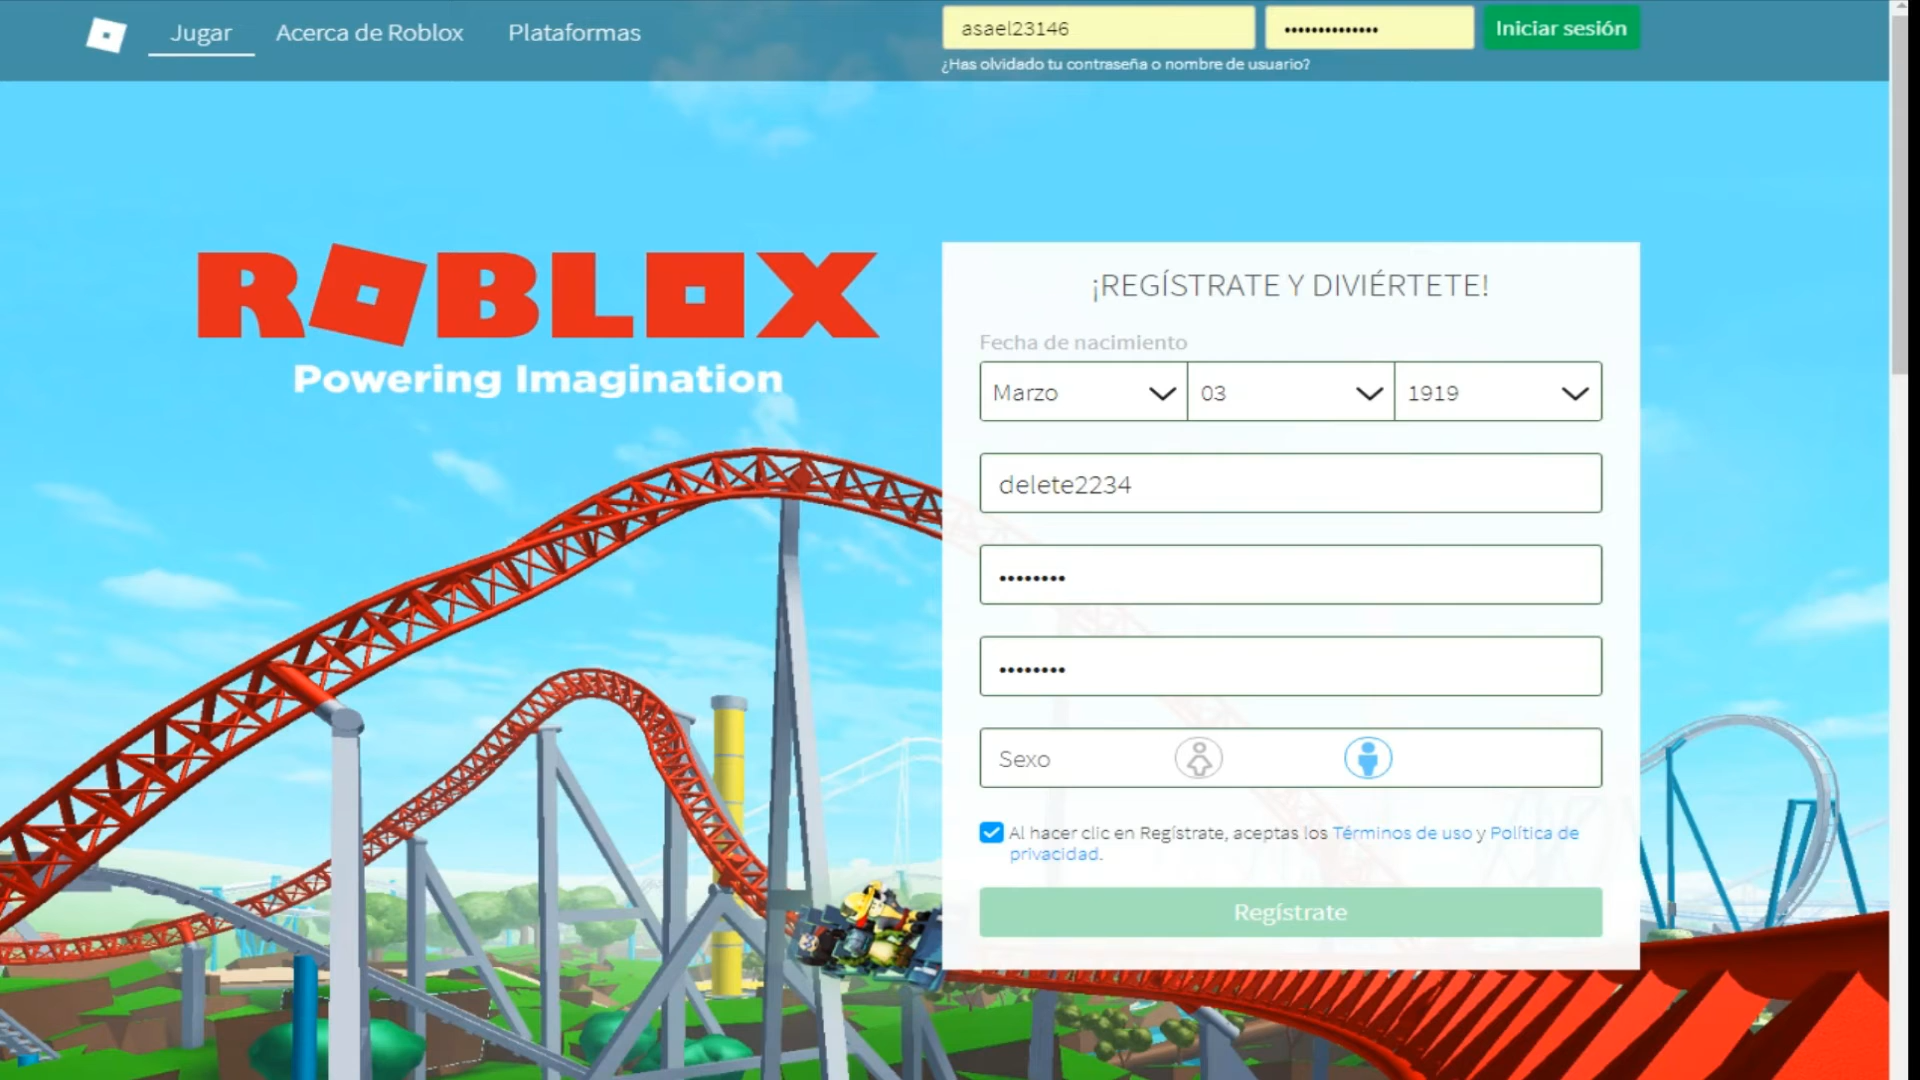 Jugar
Acerca de Roblox
Plataformas
asael23146
••••••••••••••
Iniciar sesión
¿Has olvidado tu contraseña o nombre de usuario?
ROBLOX
Powering Imagination
¡REGÍSTRATE Y DIVIÉRTETE!
Fecha de nacimiento
Marzo
03
1919
delete2234
••••••••
••••••••
Sexo
Al hacer clic en Regístrate, aceptas los Términos de uso y Política de
privacidad.
Regístrate